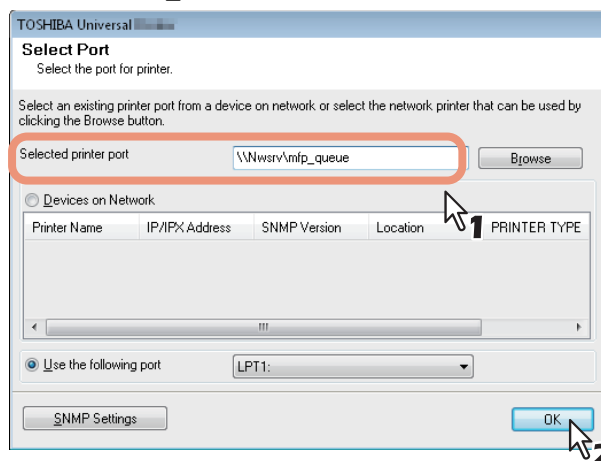 TOSHIBA Universal
Select Port
Select the port for printer.
Select an existing printer port from a device on network or select the network printer that can be used by
clicking the Browse button.
Selected printer port \\Nwsrv\mfp_queue Browse
Devices on Network
1
Printer Name IP/IPX Address SNMP Version Location PRINTER TYPE
Use the following port LPT1:
SNMP Settings OK
2